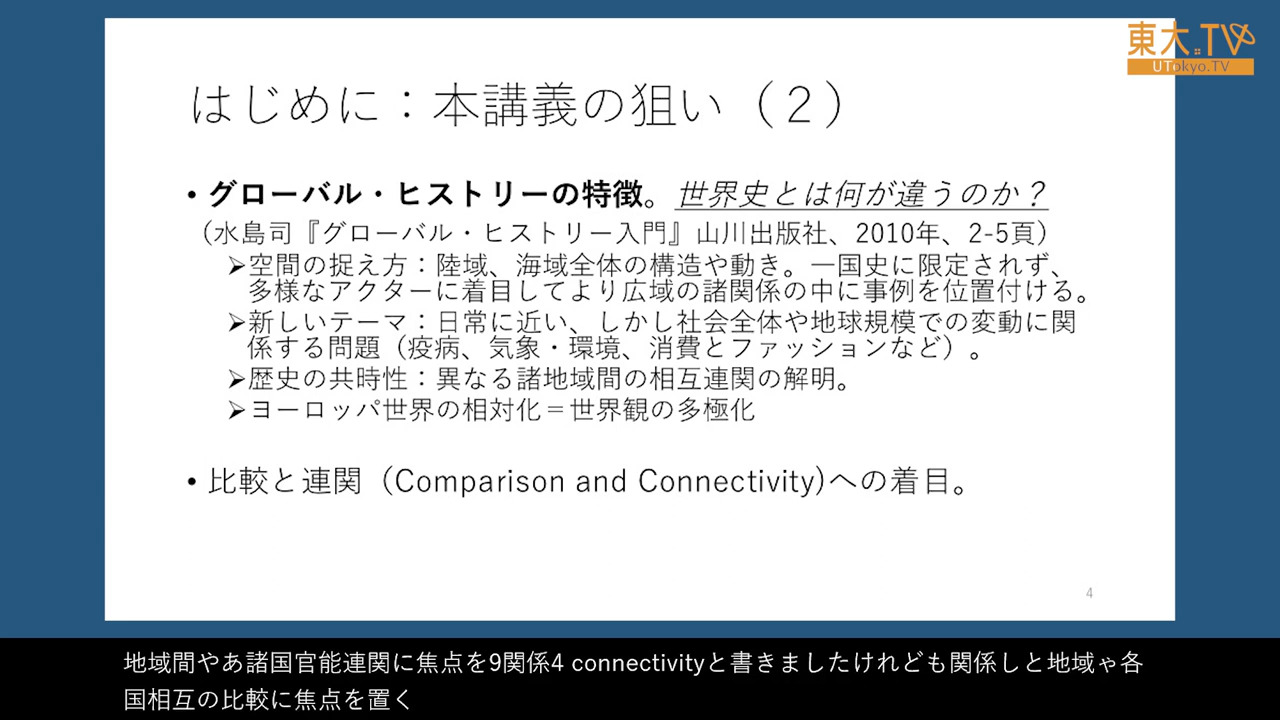 東大.TV
UTokyo.TV
はじめに：本講義の狙い（２）
• グローバル・ヒストリーの特徴。世界史とは何が違うのか？
（水島司『グローバル・ヒストリー入門』山川出版社、2010年、2-5頁）
➤空間の捉え方：陸域、海域全体の構造や動き。一国史に限定されず、
多様なアクターに着目してより広域の諸関係の中に事例を位置付ける。
➤新しいテーマ：日常に近い、しかし社会全体や地球規模での変動に関
係する問題（疫病、気象・環境、消費とファッションなど）。
➤歴史の共時性：異なる諸地域間の相互連関の解明。
➤ヨーロッパ世界の相対化＝世界観の多極化
• 比較と連関（Comparison and Connectivity)への着目。
4
地域間やあ諸国官能連関に焦点を9関係4 connectivityと書きましたけれども関係しと地域ゃ各
国相互の比較に焦点を置く